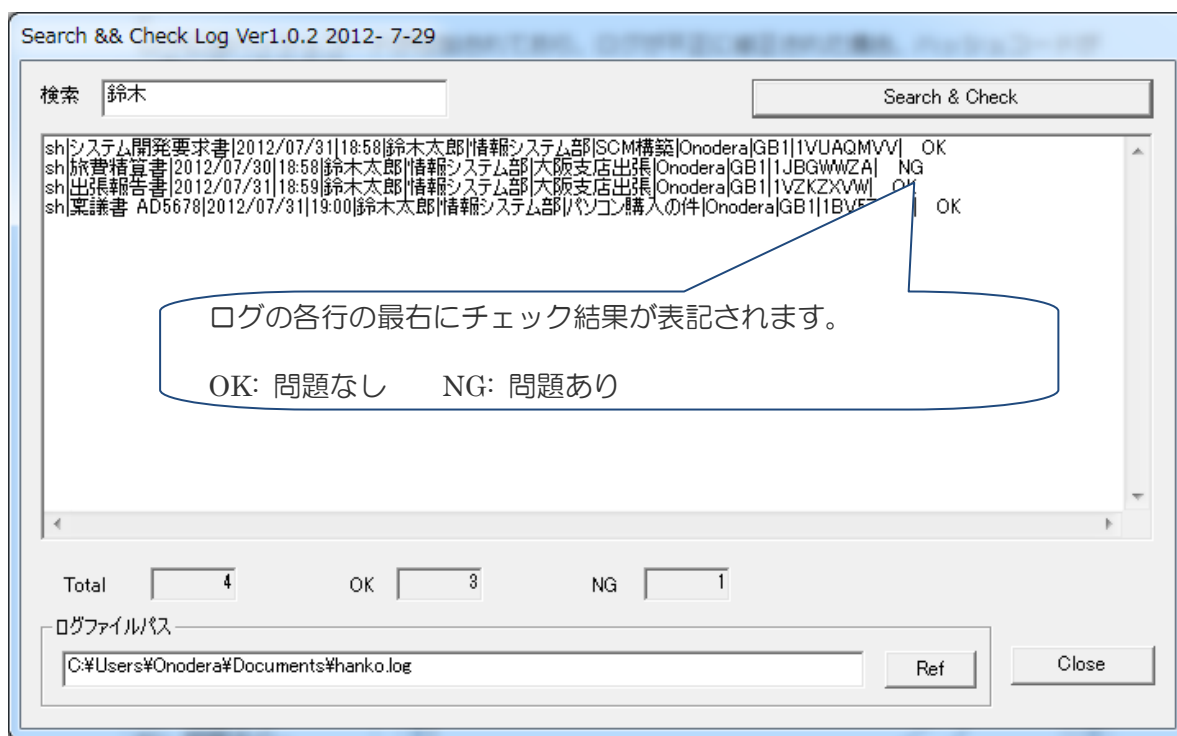 Search && Check Log Ver1.0.2 2012- 7-29
検索 鈴木 Search & Check
sh|システム開発要求書|2012/07/31|18:58|鈴木太郎|情報システム部|SCM構築|Onodera|GB1|1VUAQMVV| OK
sh|旅費精算書|2012/07/30|18:58|鈴木太郎|情報システム部|大阪支店出張|Onodera|GB1|1JBGWWZA| NG
sh|出張報告書|2012/07/31|18:59|鈴木太郎|情報システム部|大阪支店出張|Onodera|GB1|1VZKZXVW| OK
sh|稟議書 AD5678|2012/07/31|19:00|鈴木太郎|情報システム部|パソコン購入の件|Onodera|GB1| OK
ログの各行の最右にチェック結果が表記されます。
OK: 問題なし NG: 問題あり
Total 4 OK 3 NG 1
ログファイルパス
C:¥Users¥Onodera¥Documents¥hanko.log Ref Close